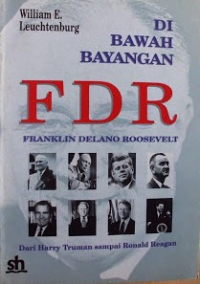 William E.
Leuchtenburg
DI
BAWAH
BAYANGAN
FDR
FRANKLIN DELANO ROOSEVELT
Dari Harry Truman sampai Ronald Reagan
sh